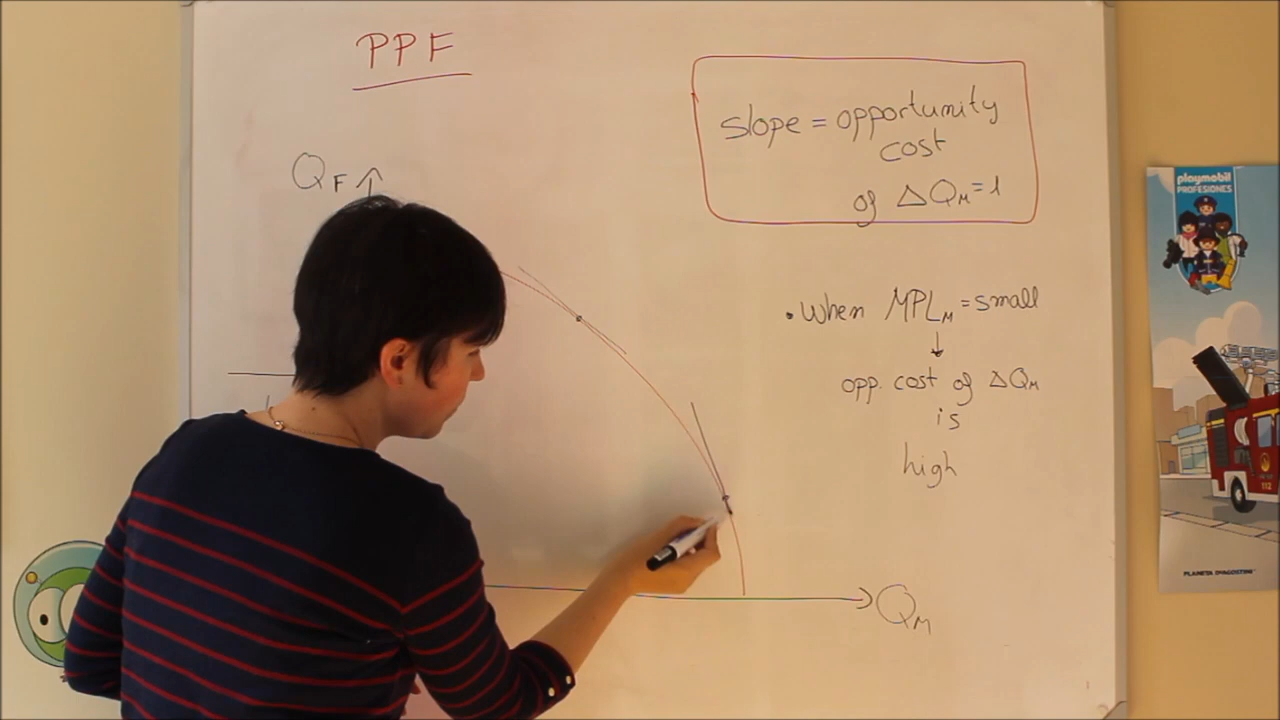 PPF
slope = opportunity
cost
of ΔQM = 1
QF
• When MPLM = small
↓
opp. cost of ΔQM
is
high
QM
playmobil
PROFESIONES
112
PLANETA DEAGOSTINI